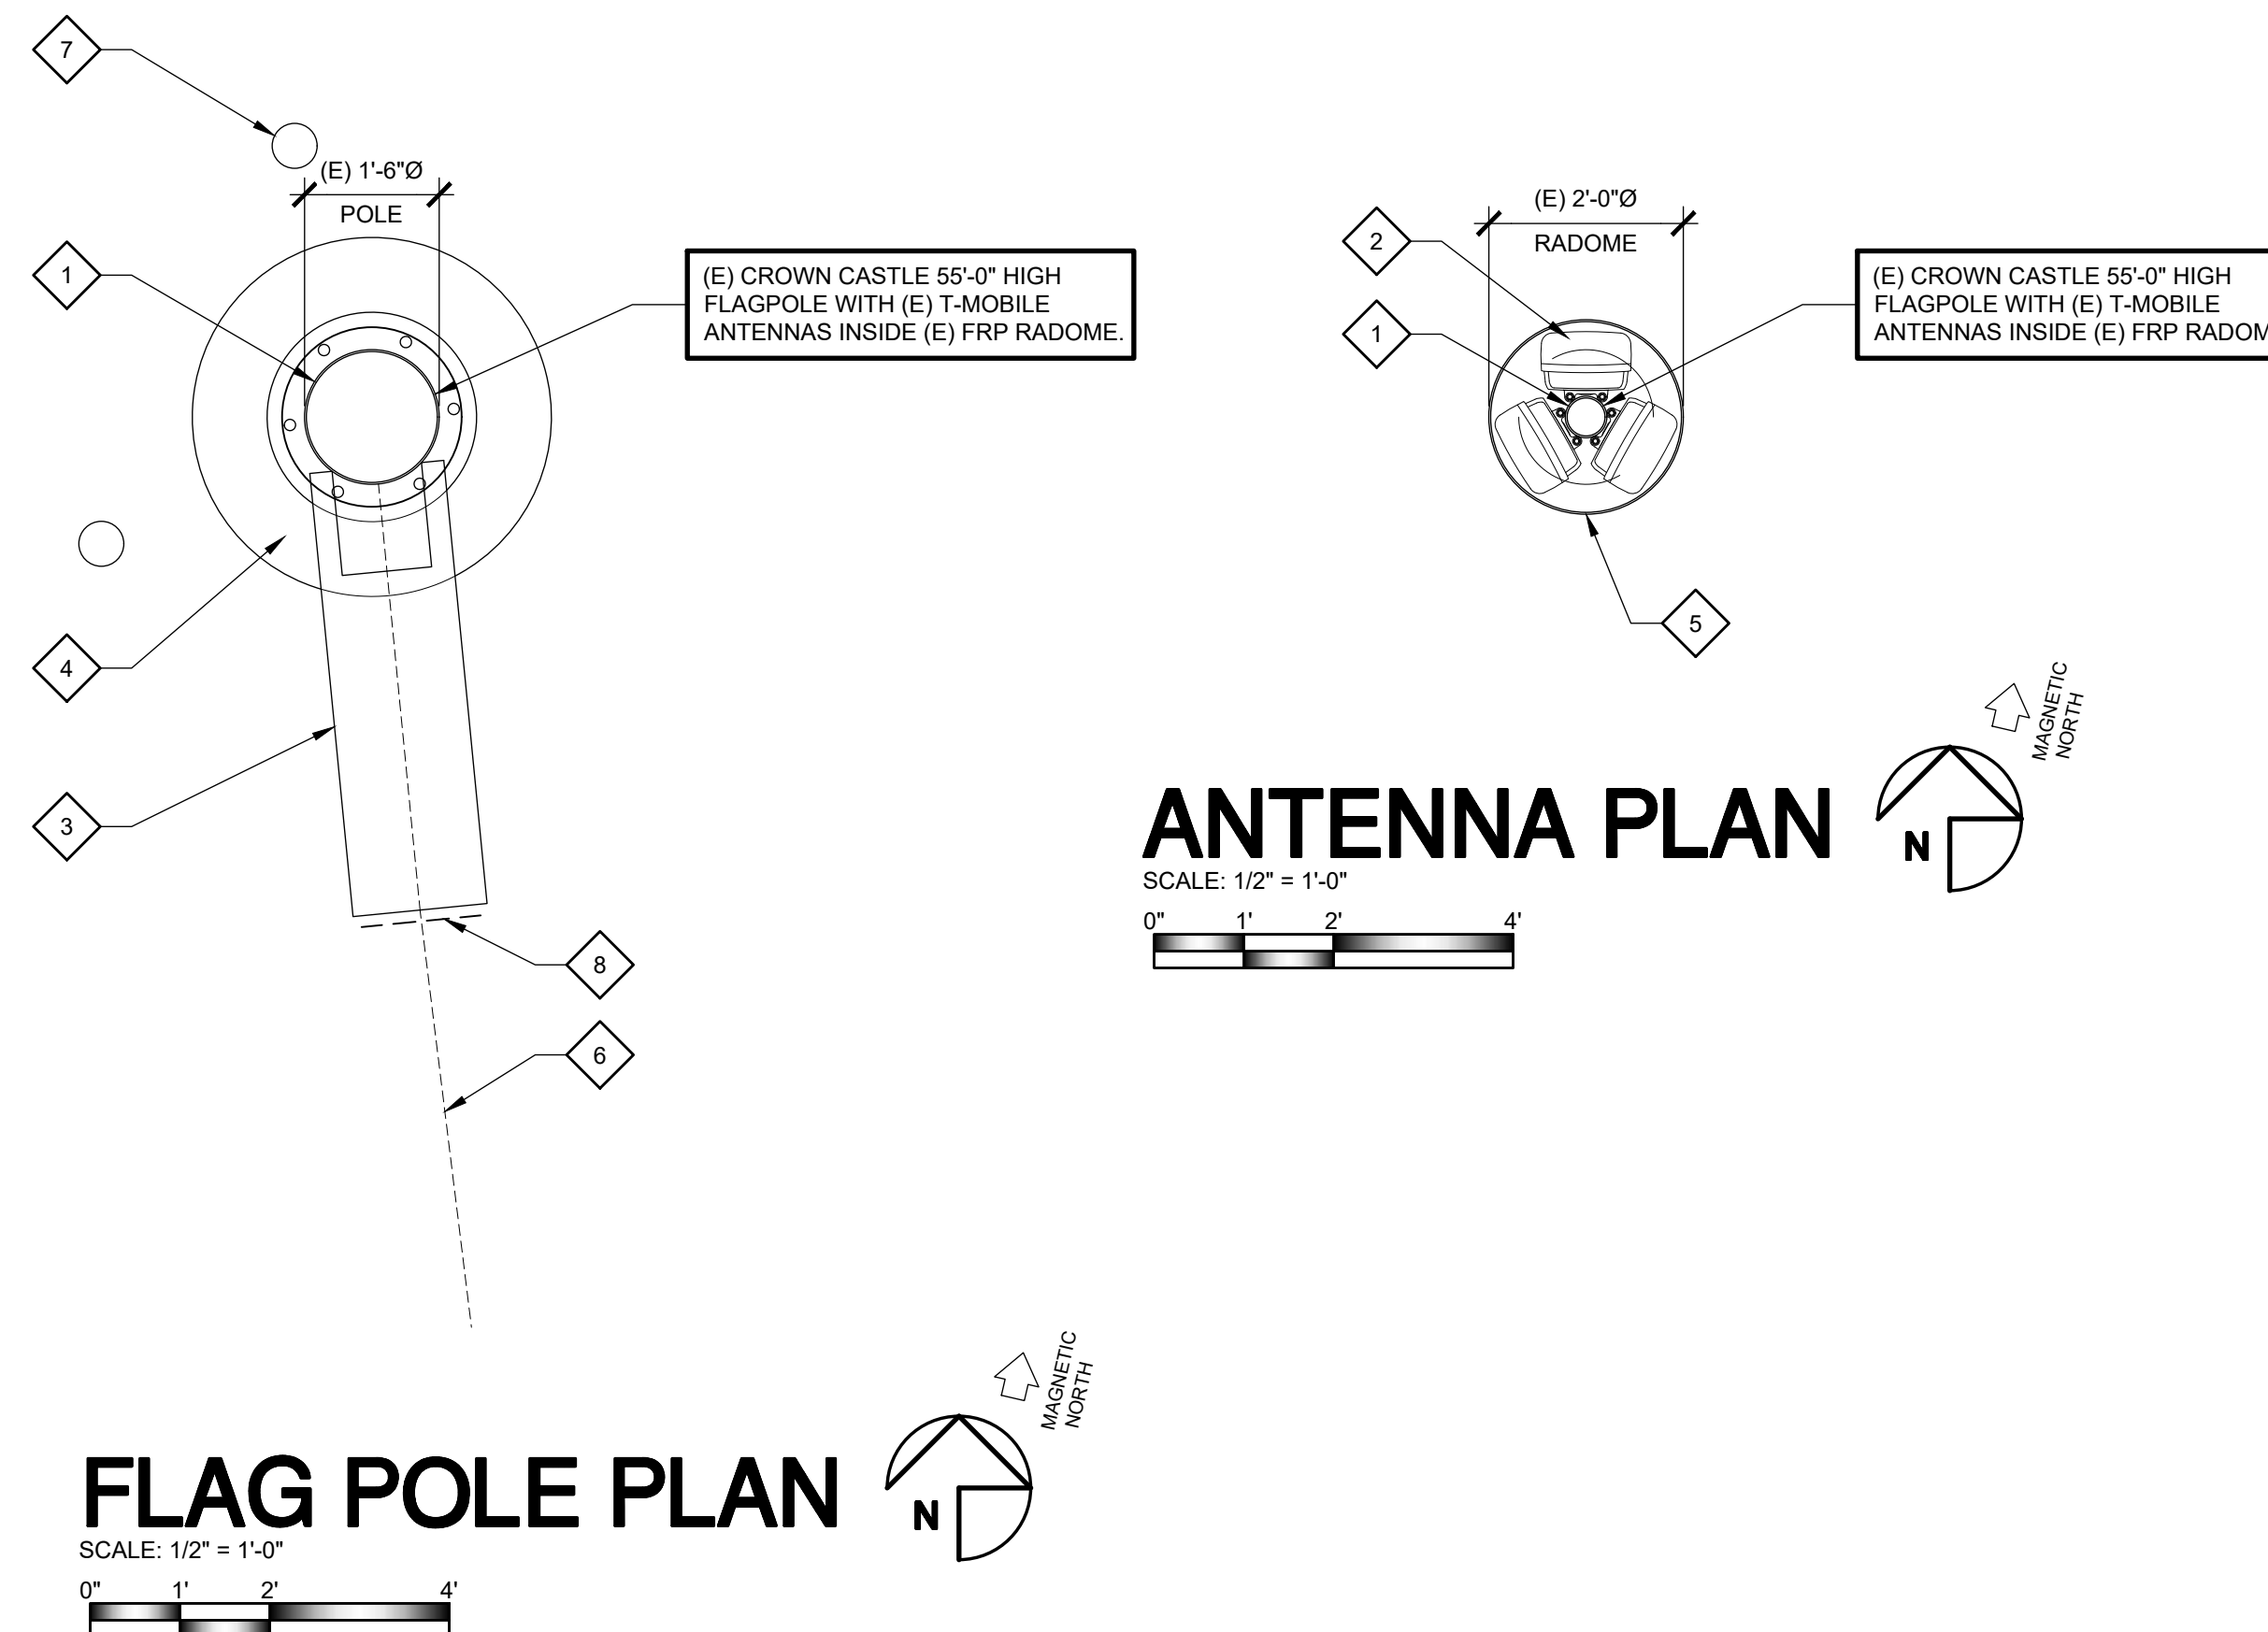 7
(E) 1'-6"Ø
POLE
1
(E) CROWN CASTLE 55'-0" HIGH
FLAGPOLE WITH (E) T-MOBILE
ANTENNAS INSIDE (E) FRP RADOME.
4
3
8
6
FLAG POLE PLAN
SCALE: 1/2" = 1'-0"
0" 1' 2' 4'
N
MAGNETIC
NORTH
(E) 2'-0"Ø
RADOME
2
1
(E) CROWN CASTLE 55'-0" HIGH
FLAGPOLE WITH (E) T-MOBILE
ANTENNAS INSIDE (E) FRP RADOM
5
ANTENNA PLAN
SCALE: 1/2" = 1'-0"
0" 1' 2' 4'
N
MAGNETIC
NORTH